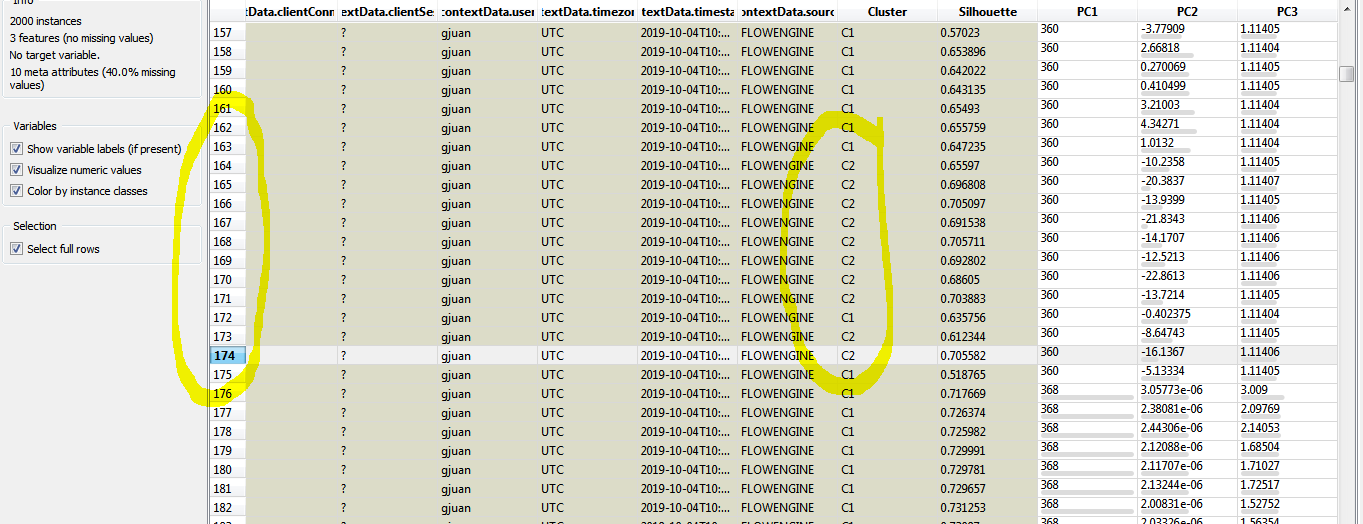 Info
2000 instances
3 features (no missing values)
No target variable.
10 meta attributes (40.0% missing
values)
Variables
Show variable labels (if present)
Visualize numeric values
Color by instance classes
Selection
Select full rows
textData.clientConn extData.clientSe contextData.user textData.timezor textData.timesta ontextData.sourc Cluster Silhouette PC1 PC2 PC3
157 ? gjuan UTC 2019-10-04T10:... FLOWENGINE C1 0.57023 360 -3.77909 1.11405
158 ? gjuan UTC 2019-10-04T10:... FLOWENGINE C1 0.653896 360 2.66818 1.11404
159 ? gjuan UTC 2019-10-04T10:... FLOWENGINE C1 0.642022 360 0.270069 1.11405
160 ? gjuan UTC 2019-10-04T10:... FLOWENGINE C1 0.643135 360 0.410499 1.11405
161 ? gjuan UTC 2019-10-04T10:... FLOWENGINE C1 0.65493 360 3.21003 1.11404
162 ? gjuan UTC 2019-10-04T10:... FLOWENGINE C1 0.655759 360 4.34271 1.11404
163 ? gjuan UTC 2019-10-04T10:... FLOWENGINE C1 0.647235 360 1.0132 1.11404
164 ? gjuan UTC 2019-10-04T10:... FLOWENGINE C2 0.65597 360 -10.2358 1.11405
165 ? gjuan UTC 2019-10-04T10:... FLOWENGINE C2 0.696808 360 -20.3837 1.11407
166 ? gjuan UTC 2019-10-04T10:... FLOWENGINE C2 0.705097 360 -13.9399 1.11405
167 ? gjuan UTC 2019-10-04T10:... FLOWENGINE C2 0.691538 360 -21.8343 1.11406
168 ? gjuan UTC 2019-10-04T10:... FLOWENGINE C2 0.705711 360 -14.1707 1.11406
169 ? gjuan UTC 2019-10-04T10:... FLOWENGINE C2 0.692802 360 -12.5213 1.11406
170 ? gjuan UTC 2019-10-04T10:... FLOWENGINE C2 0.68605 360 -22.8613 1.11406
171 ? gjuan UTC 2019-10-04T10:... FLOWENGINE C2 0.703883 360 -13.7214 1.11405
172 ? gjuan UTC 2019-10-04T10:... FLOWENGINE C1 0.635756 360 -0.402375 1.11404
173 ? gjuan UTC 2019-10-04T10:... FLOWENGINE C2 0.612344 360 -8.64743 1.11405
174 ? gjuan UTC 2019-10-04T10:... FLOWENGINE C2 0.705582 360 -16.1367 1.11406
175 ? gjuan UTC 2019-10-04T10:... FLOWENGINE C1 0.518765 360 -5.13334 1.11405
176 ? gjuan UTC 2019-10-04T10:... FLOWENGINE C1 0.717669 368 3.05773e-06 3.009
177 ? gjuan UTC 2019-10-04T10:... FLOWENGINE C1 0.726374 368 2.38081e-06 2.09769
178 ? gjuan UTC 2019-10-04T10:... FLOWENGINE C1 0.725982 368 2.44306e-06 2.14053
179 ? gjuan UTC 2019-10-04T10:... FLOWENGINE C1 0.729991 368 2.12088e-06 1.68504
180 ? gjuan UTC 2019-10-04T10:... FLOWENGINE C1 0.729781 368 2.11707e-06 1.71027
181 ? gjuan UTC 2019-10-04T10:... FLOWENGINE C1 0.729657 368 2.13244e-06 1.72517
182 ? gjuan UTC 2019-10-04T10:... FLOWENGINE C1 0.731253 368 2.00831e-06 1.52752
368 2.03326e-06 1.56354